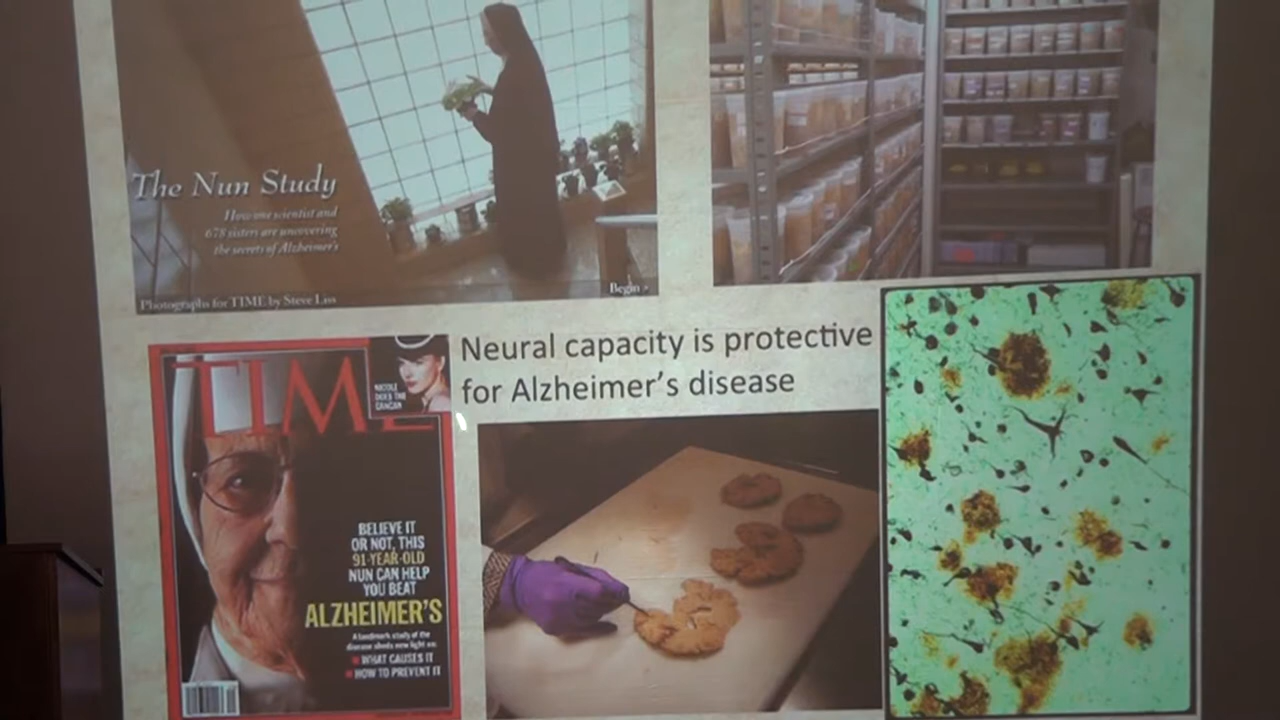 The Nun Study
How one scientist and
678 sisters are uncovering
the secrets of Alzheimer's
Photographs for TIME by Steve Liss
Begin »
Neural capacity is protective
for Alzheimer's disease
TIME
NICOLE
DOES THE
CANCAN
BELIEVE IT
OR NOT, THIS
91-YEAR-OLD
NUN CAN HELP
YOU BEAT
ALZHEIMER'S
A landmark study of the
disease sheds new light on:
WHAT CAUSES IT
HOW TO PREVENT IT